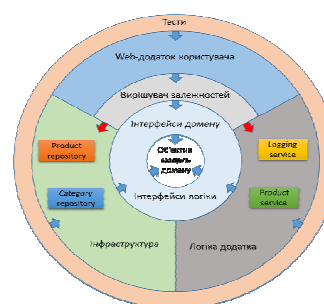 Тести
Web-додаток користувача
Вирішувач залежностей
Інтерфейси домену
Product
repository
Logging
service
Об'єктна
модель
домену
Category
repository
Product
service
Інтерфейси логіки
Інфраструктура
Логіка додатка